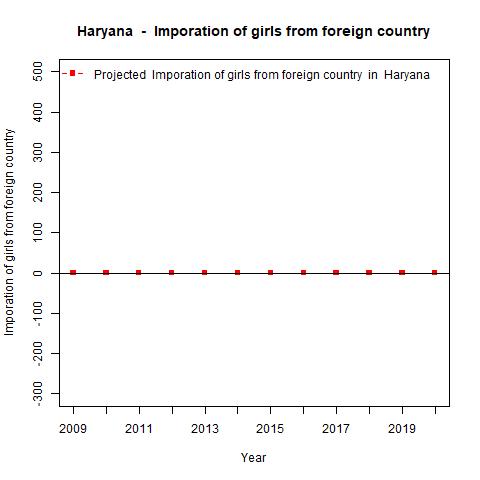 Haryana - Imporation of girls from foreign country
Projected Imporation of girls from foreign country in Haryana
Imporation of girls from foreign country
500
400
300
200
100
0
-100
-200
-300
2009 2011 2013 2015 2017 2019
Year